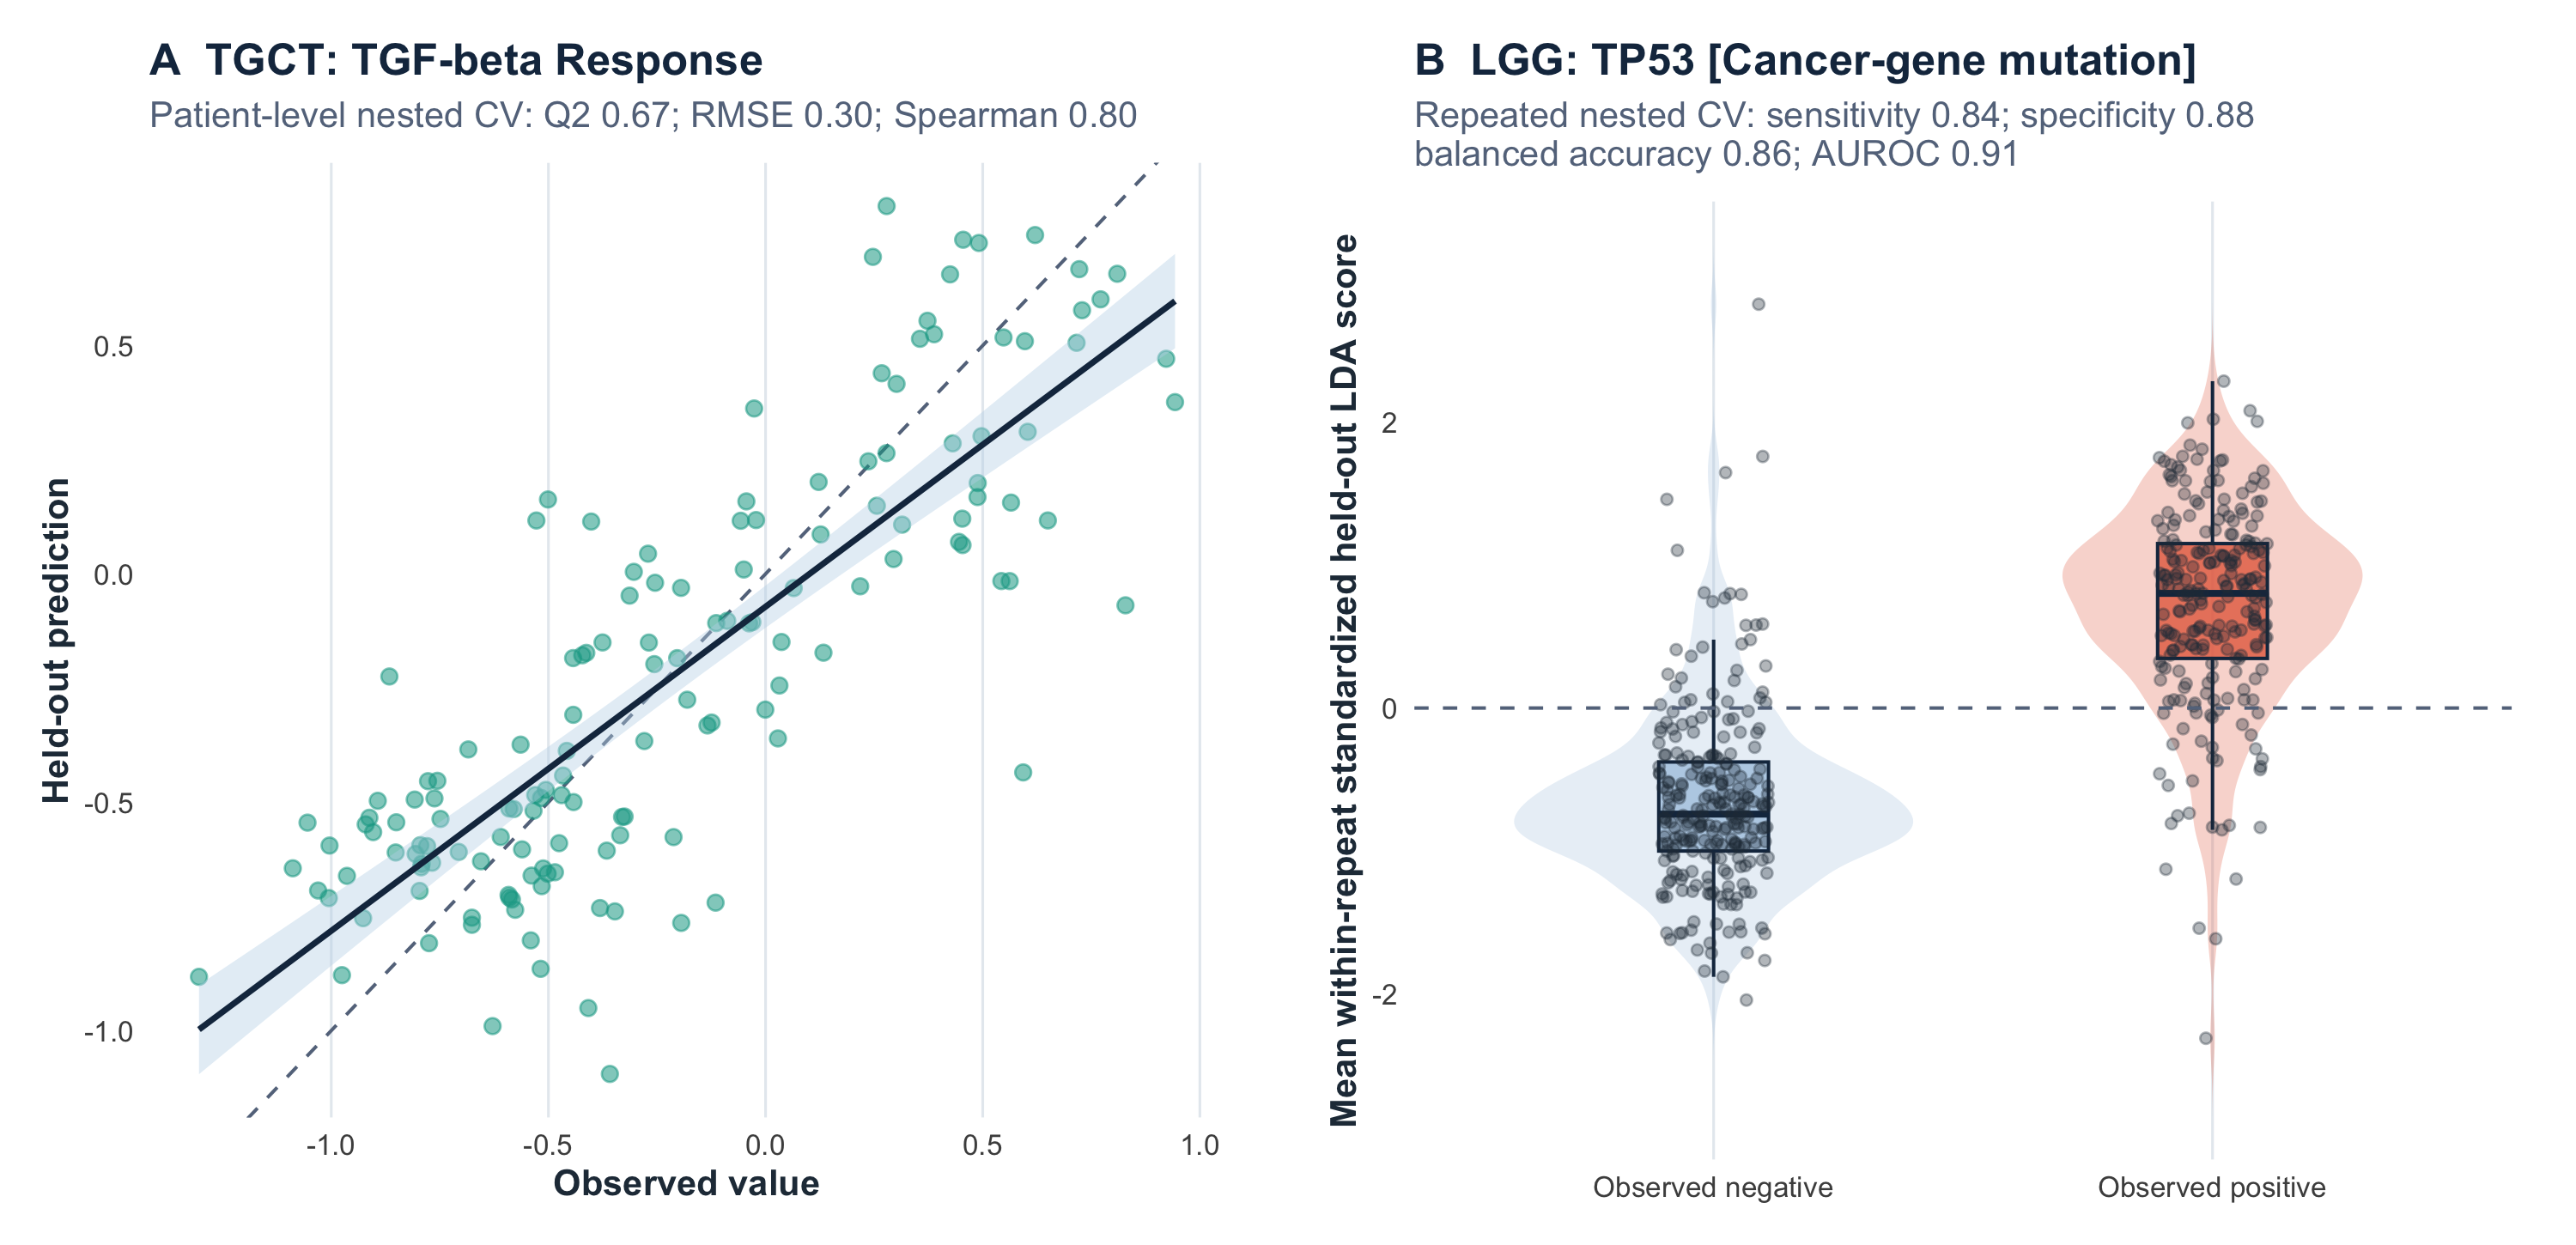 A TGCT: TGF-beta Response
Patient-level nested CV: Q2 0.67; RMSE 0.30; Spearman 0.80
Held-out prediction
0.5
0.0
-0.5
-1.0
-1.0 -0.5 0.0 0.5 1.0
Observed value
B LGG: TP53 [Cancer-gene mutation]
Repeated nested CV: sensitivity 0.84; specificity 0.88
balanced accuracy 0.86; AUROC 0.91
Mean within-repeat standardized held-out LDA score
2
0
-2
Observed negative Observed positive